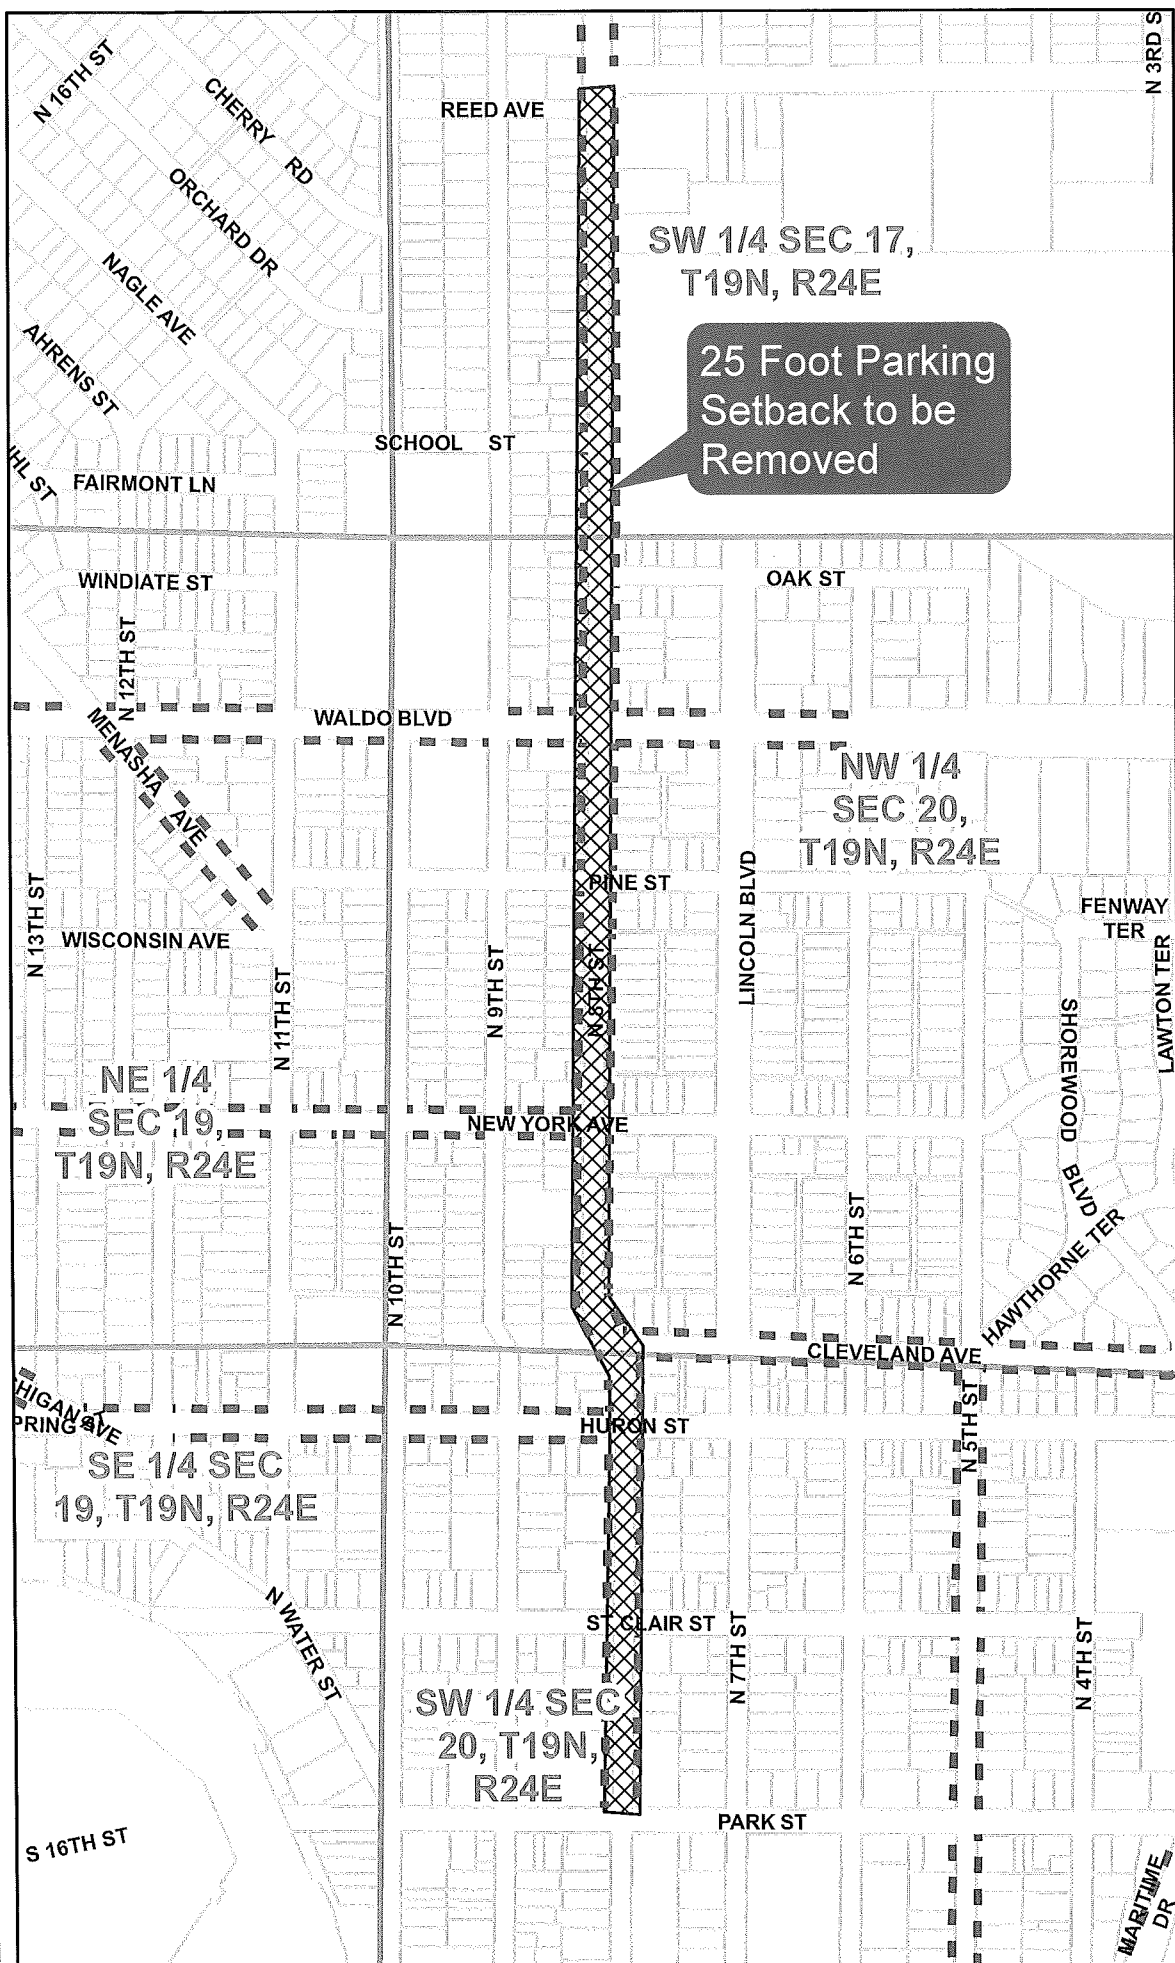 N 3RD S
N 16TH ST
CHERRY RD
REED AVE
ORCHARD DR
SW 1/4 SEC 17,
T19N, R24E
NAGLE AVE
AHRENS ST
25 Foot Parking
Setback to be
Removed
SCHOOL ST
UHL ST
FAIRMONT LN
WINDIATE ST
OAK ST
N 12TH ST
WALDO BLVD
MENASHA AVE
NW 1/4
SEC 20,
T19N, R24E
PINE ST
LINCOLN BLVD
N 13TH ST
FENWAY
TER
WISCONSIN AVE
N 11TH ST
N 9TH ST
N 8TH ST
LAWTON TER
SHOREWOOD BLVD
NE 1/4
SEC 19,
T19N, R24E
NEW YORK AVE
N 10TH ST
N 6TH ST
HAWTHORNE TER
CLEVELAND AVE
CHIGAN AVE
PRING ST
HURON ST
N 5TH ST
SE 1/4 SEC
19, T19N, R24E
N WATER ST
ST CLAIR ST
N 7TH ST
N 4TH ST
SW 1/4 SEC
20, T19N,
R24E
PARK ST
S 16TH ST
MARITIME
DR